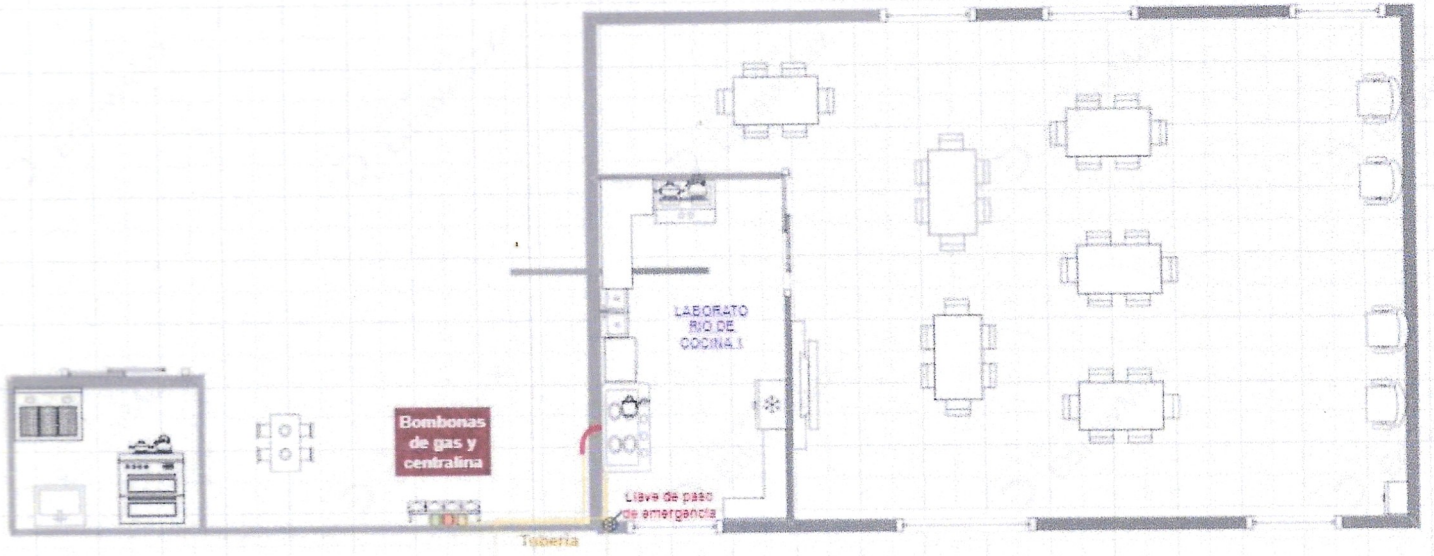 LABORATO
RIO DE
COCINA I
Bombonas
de gas y
centralina
Llave de paso
de emergencia
Tubería